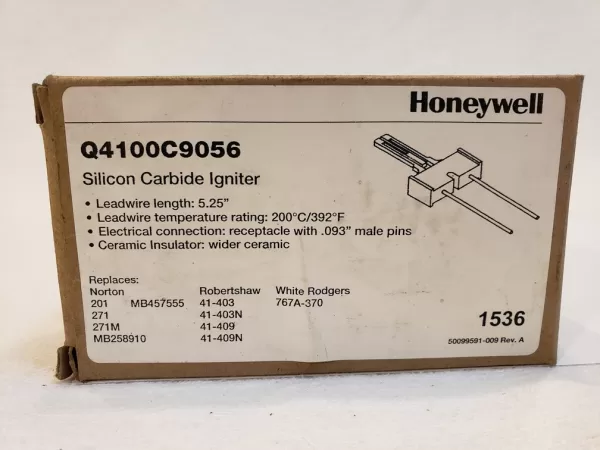 Honeywell
Q4100C9056
Silicon Carbide Igniter
• Leadwire length: 5.25"
• Leadwire temperature rating: 200°C/392°F
• Electrical connection: receptacle with .093" male pins
• Ceramic Insulator: wider ceramic
Replaces:
Norton Robertshaw White Rodgers
201 MB457555 41-403 767A-370
271 41-403N
271M 41-409
MB258910 41-409N
1536
50099591-009 Rev. A